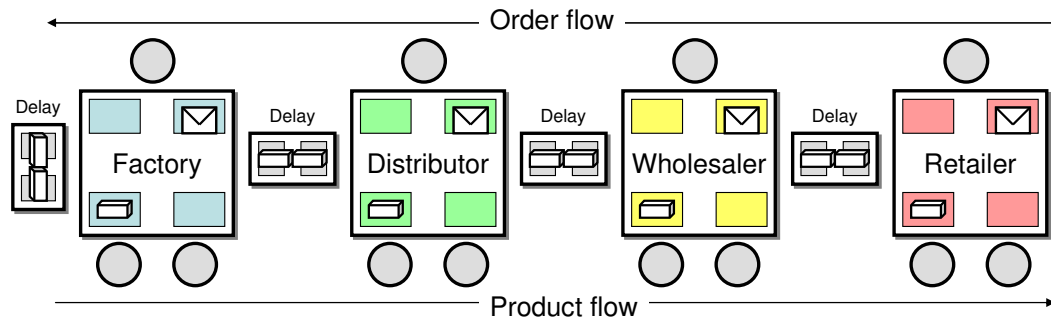 Order flow
Delay
Factory
Delay
Distributor
Delay
Wholesaler
Delay
Retailer
Product flow